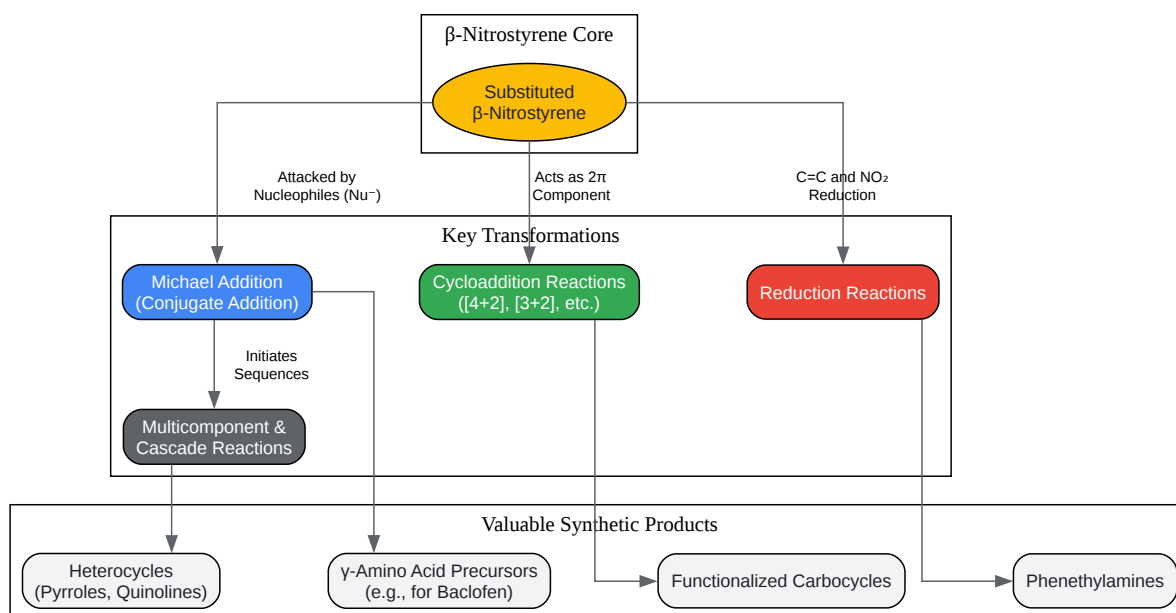 β-Nitrostyrene Core
Substituted
β-Nitrostyrene
Attacked by
Nucleophiles (Nu⁻)
Acts as 2π
Component
C=C and NO₂
Reduction
Key Transformations
Michael Addition
(Conjugate Addition)
Cycloaddition Reactions
([4+2], [3+2], etc.)
Reduction Reactions
Initiates
Sequences
Multicomponent &
Cascade Reactions
Valuable Synthetic Products
Heterocycles
(Pyrroles, Quinolines)
γ-Amino Acid Precursors
(e.g., for Baclofen)
Functionalized Carbocycles
Phenethylamines